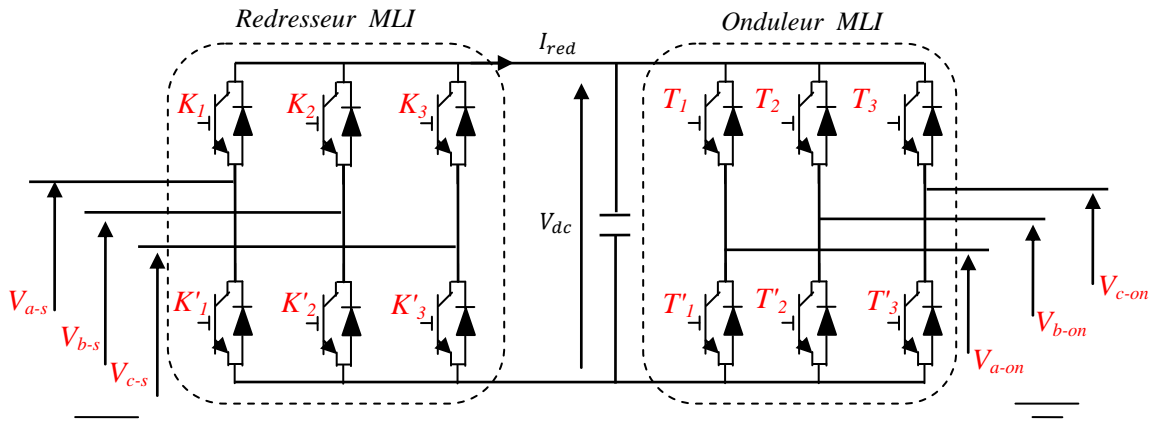 Redresseur MLI
Onduleur MLI
I_red
K_1
K_2
K_3
T_1
T_2
T_3
V_dc
V_a-s
V_b-s
V_c-s
K'_1
K'_2
K'_3
T'_1
T'_2
T'_3
V_c-on
V_b-on
V_a-on